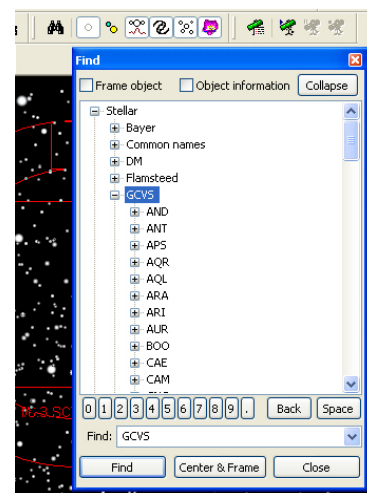 Find
Frame object Object information Collapse
Stellar
Bayer
Common names
DM
Flamsteed
GCVS
AND
ANT
APS
AQR
AQL
ARA
ARI
AUR
BOO
CAE
CAM
0 1 2 3 4 5 6 7 8 9 . Back Space
Find: GCVS
Find Center & Frame Close